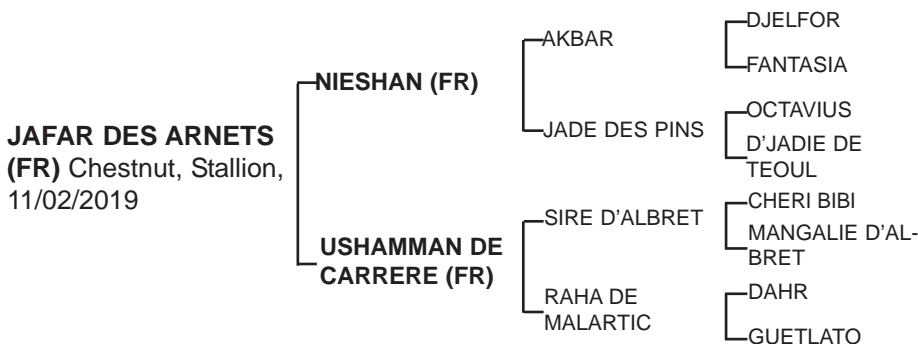 JAFAR DES ARNETS
(FR) Chestnut, Stallion,
11/02/2019
NIESHAN (FR)
USHAMMAN DE
CARRERE (FR)
AKBAR
JADE DES PINS
SIRE D'ALBRET
RAHA DE
MALARTIC
DJELFOR
FANTASIA
OCTAVIUS
D'JADIE DE
TEOUL
CHERI BIBI
MANGALIE D'AL-
BRET
DAHR
GUETLATO